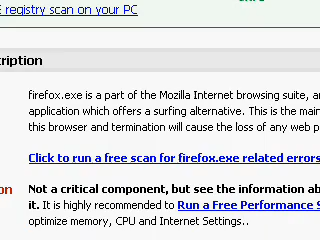 registry scan on your PC
ription
firefox.exe is a part of the Mozilla Internet browsing suite, a
application which offers a surfing alternative. This is the main
this browser and termination will cause the loss of any web p
Click to run a free scan for firefox.exe related errors
on Not a critical component, but see the information ab
it. It is highly recommended to Run a Free Performance S
optimize memory, CPU and Internet Settings..